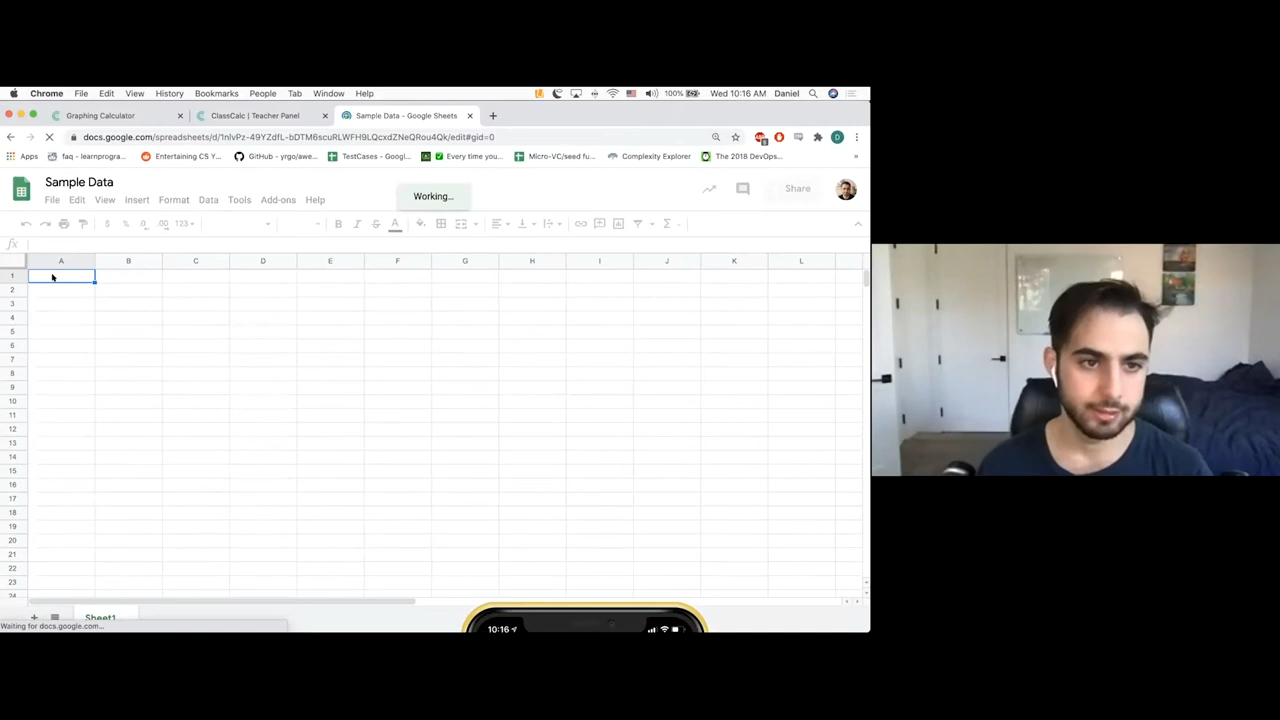 Chrome File Edit View History Bookmarks People Tab Window Help 100% Wed 10:16 AM Daniel
Graphing Calculator ClassCalc | Teacher Panel Sample Data - Google Sheets
docs.google.com/spreadsheets/d/1nlvPz-49YZdfL-bDTM6scuRLWFH9LQcxdZNeQRou4Qk/edit#gid=0
Apps faq - learnprogra... Entertaining CS Y... GitHub - yrgo/awe... TestCases - Googl... Every time you... Micro-VC/seed fu... Complexity Explorer The 2018 DevOps...
Sample Data
Working...
Share
File Edit View Insert Format Data Tools Add-ons Help
$ % .0 .00 123 B I S A
fx
A B C D E F G H I J K L
1
2
3
4
5
6
7
8
9
10
11
12
13
14
15
16
17
18
19
20
21
22
23
24
Sheet1
Waiting for docs.google.com...
10:16